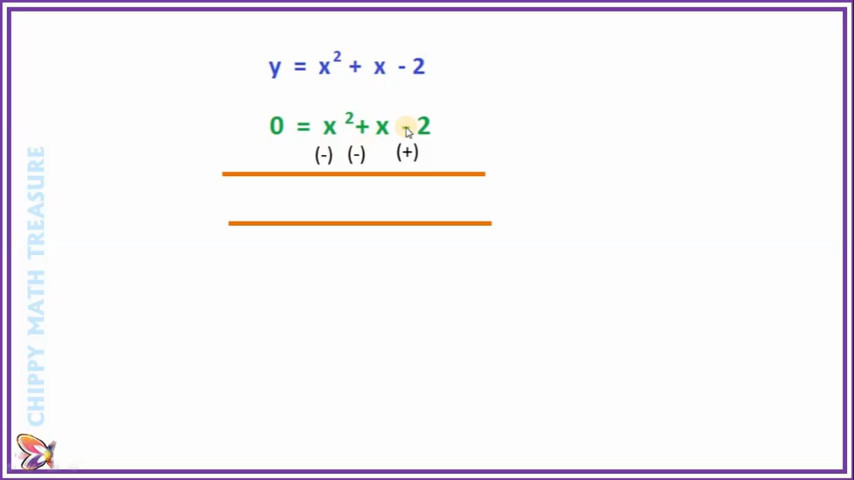 y = x² + x - 2
0 = x² + x - 2
(-) (-) (+)
CHIPPY MATH TREASURE